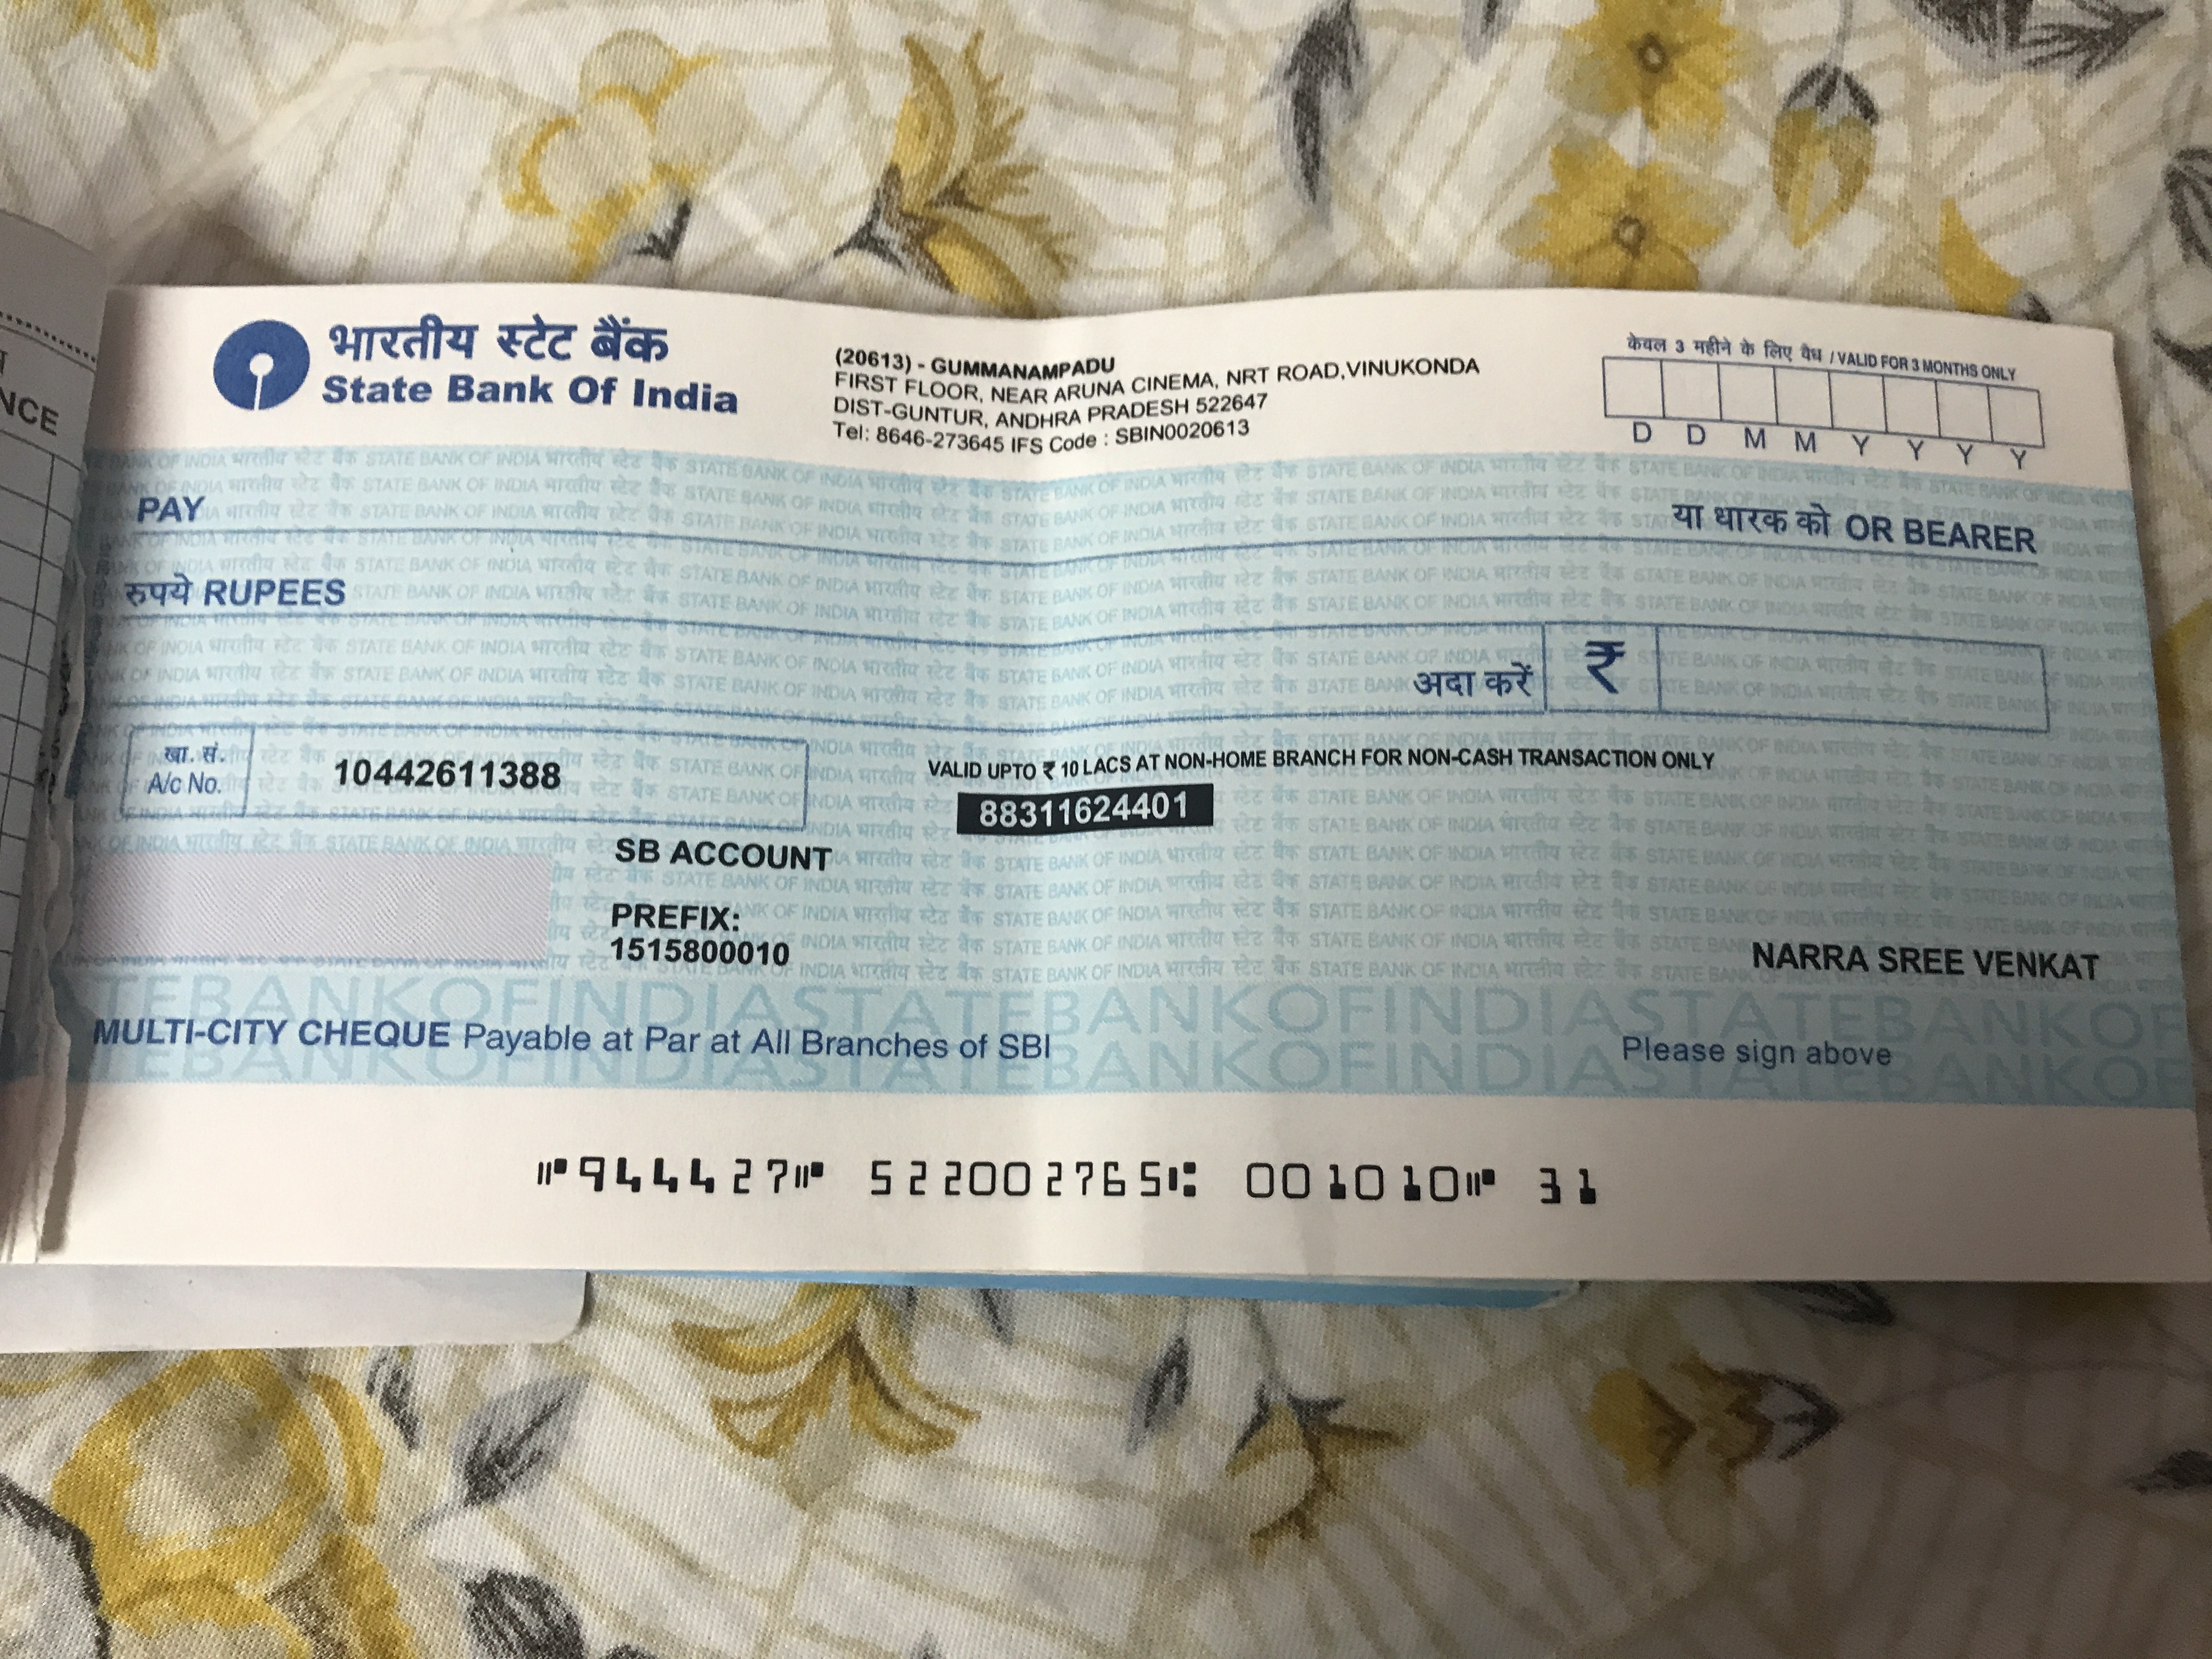 NCE
भारतीय स्टेट बैंक
State Bank Of India
(20613) - GUMMANAMPADU
FIRST FLOOR, NEAR ARUNA CINEMA, NRT ROAD,VINUKONDA
DIST-GUNTUR, ANDHRA PRADESH 522647
Tel: 8646-273645 IFS Code : SBIN0020613
केवल 3 महीने के लिए वैध / VALID FOR 3 MONTHS ONLY
D D M M Y Y Y Y
PAY
या धारक को OR BEARER
रुपये RUPEES
अदा करें ₹
खा. सं.
A/c No.
10442611388
VALID UPTO ₹ 10 LACS AT NON-HOME BRANCH FOR NON-CASH TRANSACTION ONLY
88311624401
SB ACCOUNT
PREFIX:
1515800010
NARRA SREE VENKAT
MULTI-CITY CHEQUE Payable at Par at All Branches of SBI
Please sign above
⑈944427⑈ 522002765⑆ 001010⑈ 31